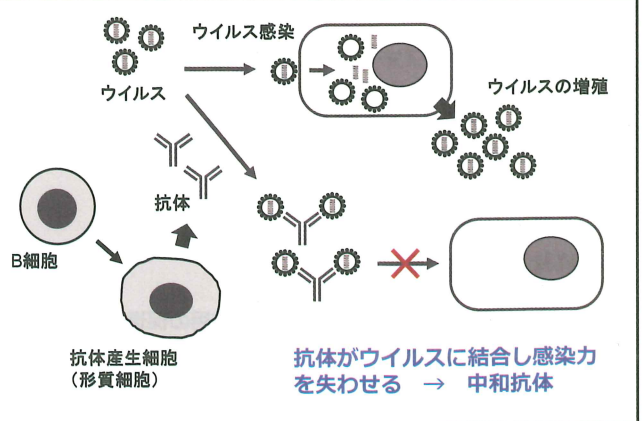 ウイルス感染
ウイルス
ウイルスの増殖
抗体
B細胞
抗体産生細胞
（形質細胞）
抗体がウイルスに結合し感染力
を失わせる → 中和抗体